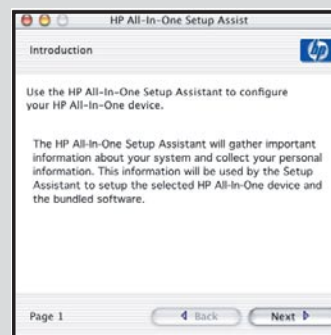 HP All-In-One Setup Assist
Introduction
hp
Use the HP All-In-One Setup Assistant to configure
your HP All-In-One device.
The HP All-In-One Setup Assistant will gather important
information about your system and collect your personal
information. This information will be used by the Setup
Assistant to setup the selected HP All-In-One device and
the bundled software.
Page 1
Back
Next